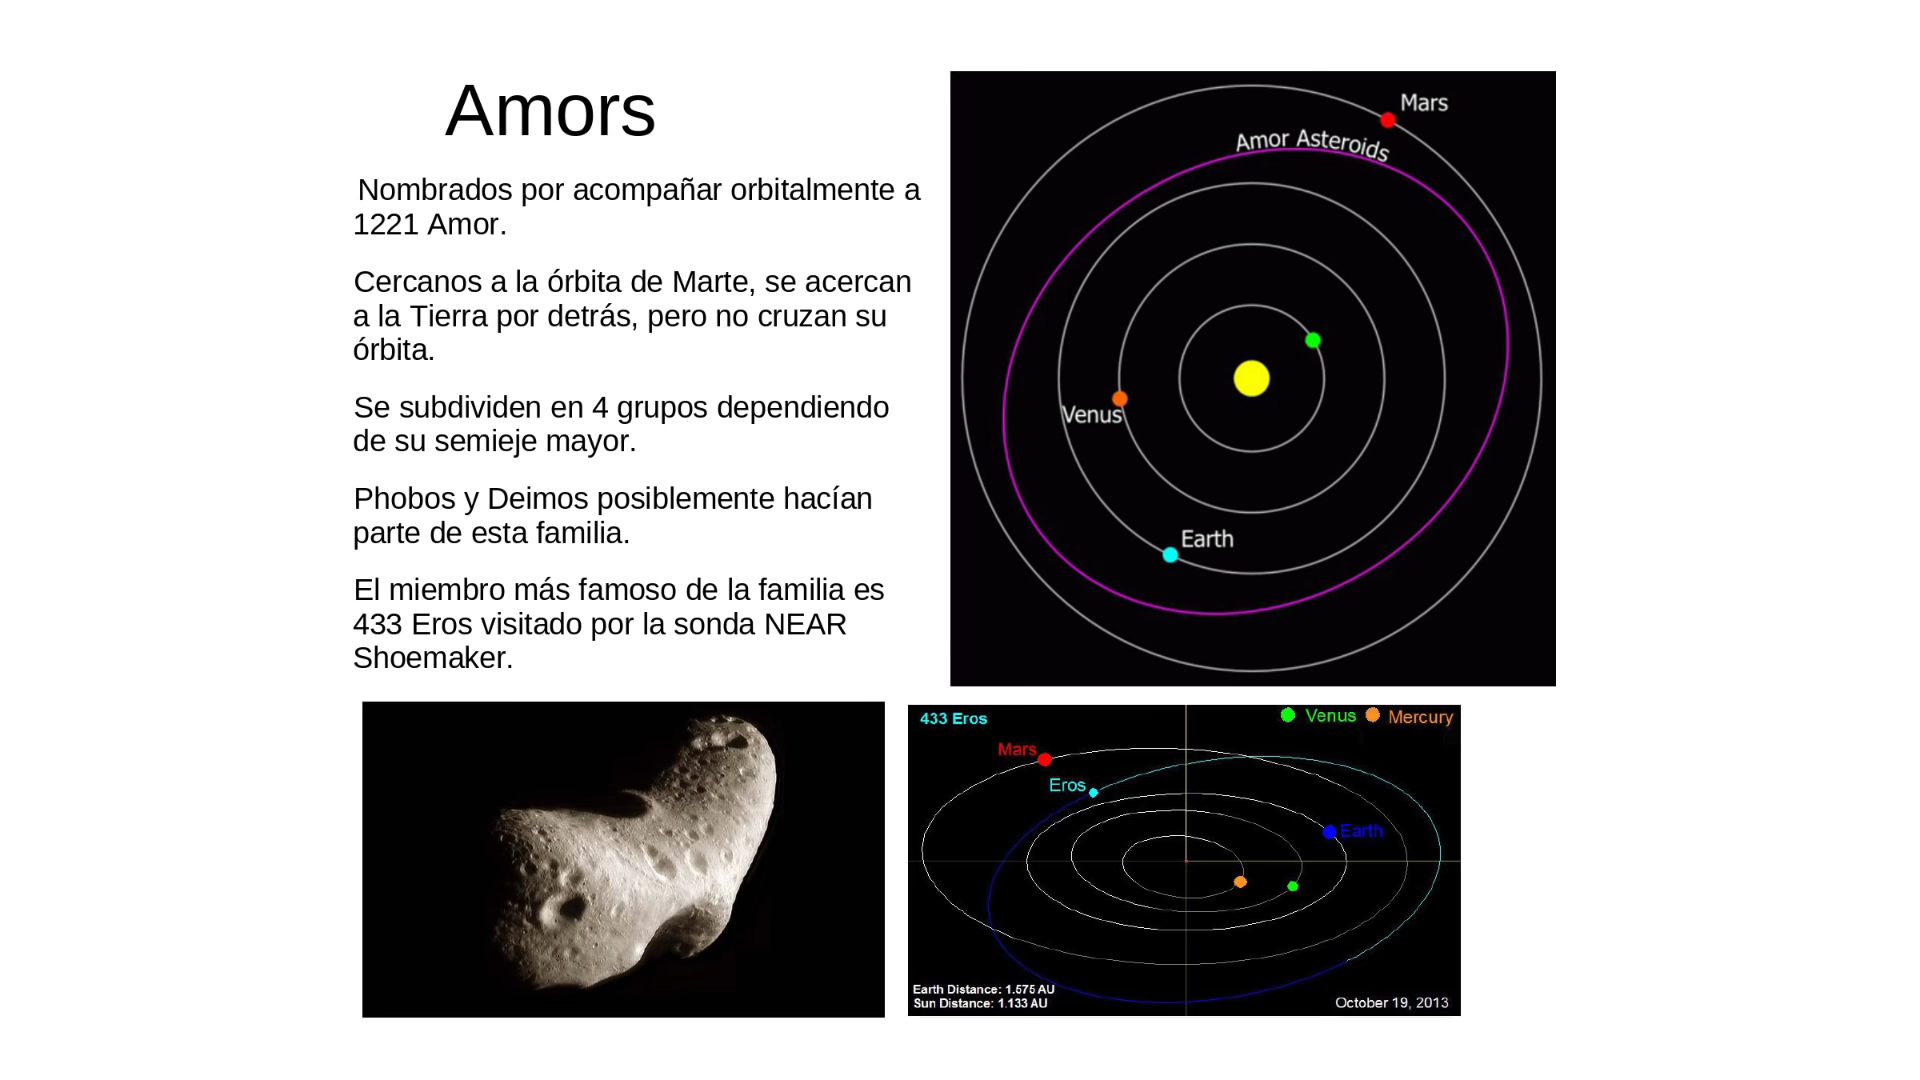 Amors
Nombrados por acompañar orbitalmente a
1221 Amor.
Cercanos a la órbita de Marte, se acercan
a la Tierra por detrás, pero no cruzan su
órbita.
Se subdividen en 4 grupos dependiendo
de su semieje mayor.
Phobos y Deimos posiblemente hacían
parte de esta familia.
El miembro más famoso de la familia es
433 Eros visitado por la sonda NEAR
Shoemaker.
Mars
Amor Asteroids
Venus
Earth
433 Eros
Venus
Mercury
Mars
Eros
Earth
Earth Distance: 1.575 AU
Sun Distance: 1.133 AU
October 19, 2013